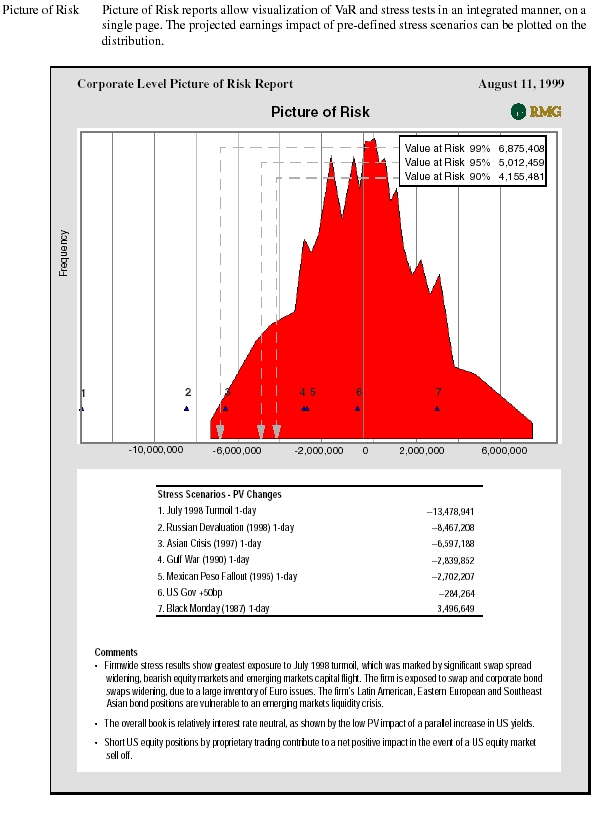 Picture of Risk
Picture of Risk reports allow visualization of VaR and stress tests in an integrated manner, on a
single page. The projected earnings impact of pre-defined stress scenarios can be plotted on the
distribution.
Corporate Level Picture of Risk Report
August 11, 1999
Picture of Risk
RMG
Value at Risk 99% 6,875,408
Value at Risk 95% 5,012,459
Value at Risk 90% 4,155,481
Frequency
1 2 3 4 5 6 7
-10,000,000 -6,000,000 -2,000,000 0 2,000,000 6,000,000
Stress Scenarios - PV Changes
1. July 1998 Turmoil 1-day –13,478,941
2. Russian Devaluation (1998) 1-day –8,467,208
3. Asian Crisis (1997) 1-day –6,597,188
4. Gulf War (1990) 1-day –2,839,852
5. Mexican Peso Fallout (1995) 1-day –2,702,207
6. US Gov +50bp –284,264
7. Black Monday (1987) 1-day 3,496,649
Comments
• Firmwide stress results show greatest exposure to July 1998 turmoil, which was marked by significant swap spread
widening, bearish equity markets and emerging markets capital flight. The firm is exposed to swap and corporate bond
swaps widening, due to a large inventory of Euro issues. The firm's Latin American, Eastern European and Southeast
Asian bond positions are vulnerable to an emerging markets liquidity crisis.
• The overall book is relatively interest rate neutral, as shown by the low PV impact of a parallel increase in US yields.
• Short US equity positions by proprietary trading contribute to a net positive impact in the event of a US equity market
sell off.